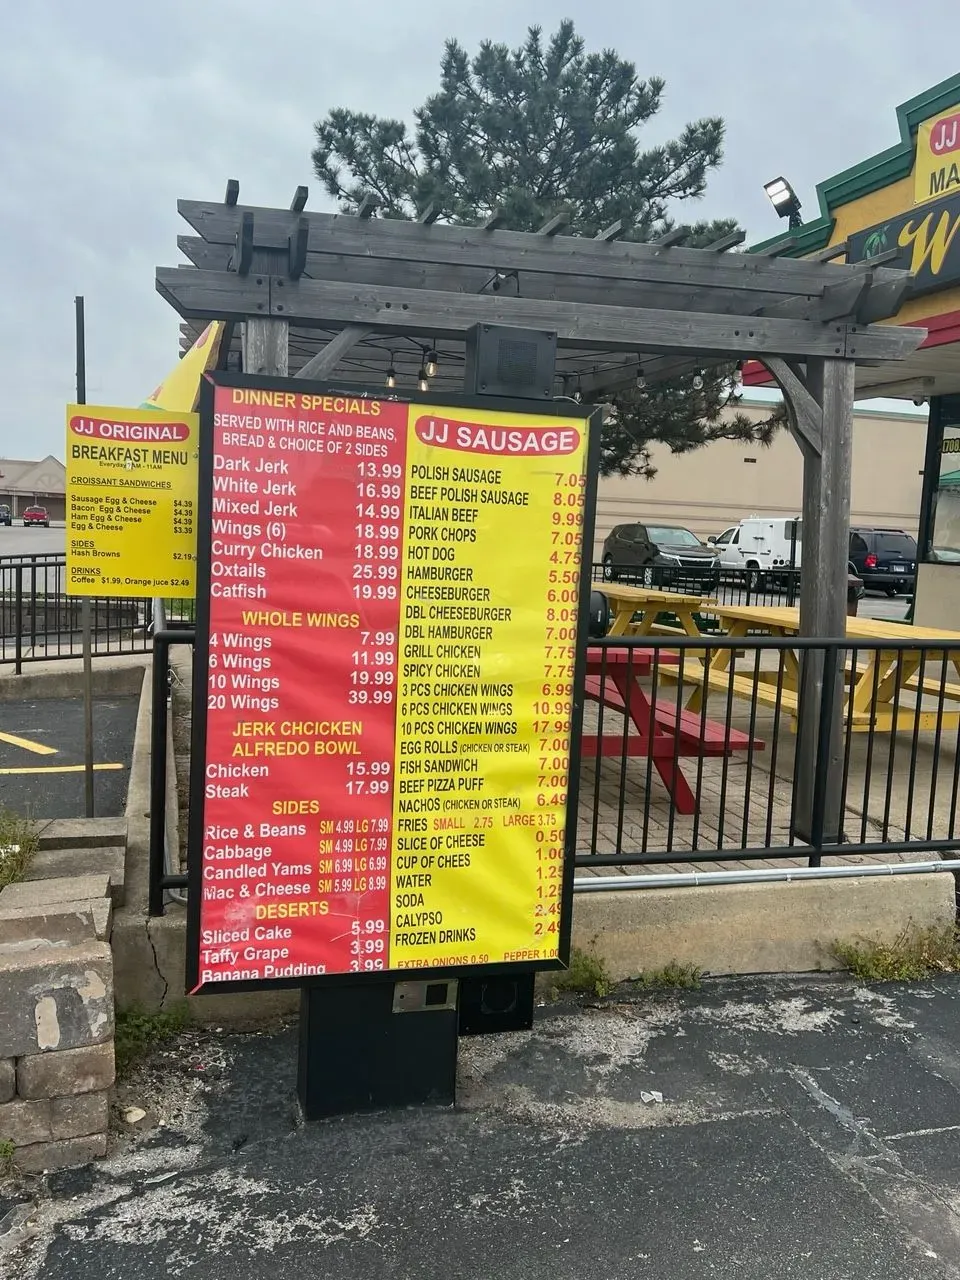 JJ ORIGINAL
BREAKFAST MENU
Everyday AM - 11AM
CROISSANT SANDWICHES
Sausage Egg & Cheese $4.39
Bacon Egg & Cheese $4.39
Ham Egg & Cheese $4.39
Egg & Cheese $3.39
SIDES
Hash Browns $2.19
DRINKS
Coffee $1.99, Orange juce $2.49
DINNER SPECIALS
SERVED WITH RICE AND BEANS,
BREAD & CHOICE OF 2 SIDES
Dark Jerk 13.99
White Jerk 16.99
Mixed Jerk 14.99
Wings (6) 18.99
Curry Chicken 18.99
Oxtails 25.99
Catfish 19.99
WHOLE WINGS
4 Wings 7.99
6 Wings 11.99
10 Wings 19.99
20 Wings 39.99
JERK CHCICKEN
ALFREDO BOWL
Chicken 15.99
Steak 17.99
SIDES
Rice & Beans SM 4.99 LG 7.99
Cabbage SM 4.99 LG 7.99
Candled Yams SM 6.99 LG 6.99
Mac & Cheese SM 5.99 LG 8.99
DESERTS
Sliced Cake 5.99
Taffy Grape 3.99
Banana Pudding 3.99
JJ SAUSAGE
POLISH SAUSAGE 7.05
BEEF POLISH SAUSAGE 8.05
ITALIAN BEEF 9.99
PORK CHOPS 7.05
HOT DOG 4.75
HAMBURGER 5.50
CHEESEBURGER 6.00
DBL CHEESEBURGER 8.05
DBL HAMBURGER 7.00
GRILL CHICKEN 7.75
SPICY CHICKEN 7.75
3 PCS CHICKEN WINGS 6.99
6 PCS CHICKEN WINGS 10.99
10 PCS CHICKEN WINGS 17.99
EGG ROLLS (CHICKEN OR STEAK) 7.00
FISH SANDWICH 7.00
BEEF PIZZA PUFF 7.00
NACHOS (CHICKEN OR STEAK) 6.49
FRIES SMALL 2.75 LARGE 3.75
SLICE OF CHEESE 0.50
CUP OF CHEES 1.00
WATER 1.25
SODA 1.25
CALYPSO 2.49
FROZEN DRINKS 2.49
EXTRA ONIONS 0.50 PEPPER 1.00
JJ
MA
W